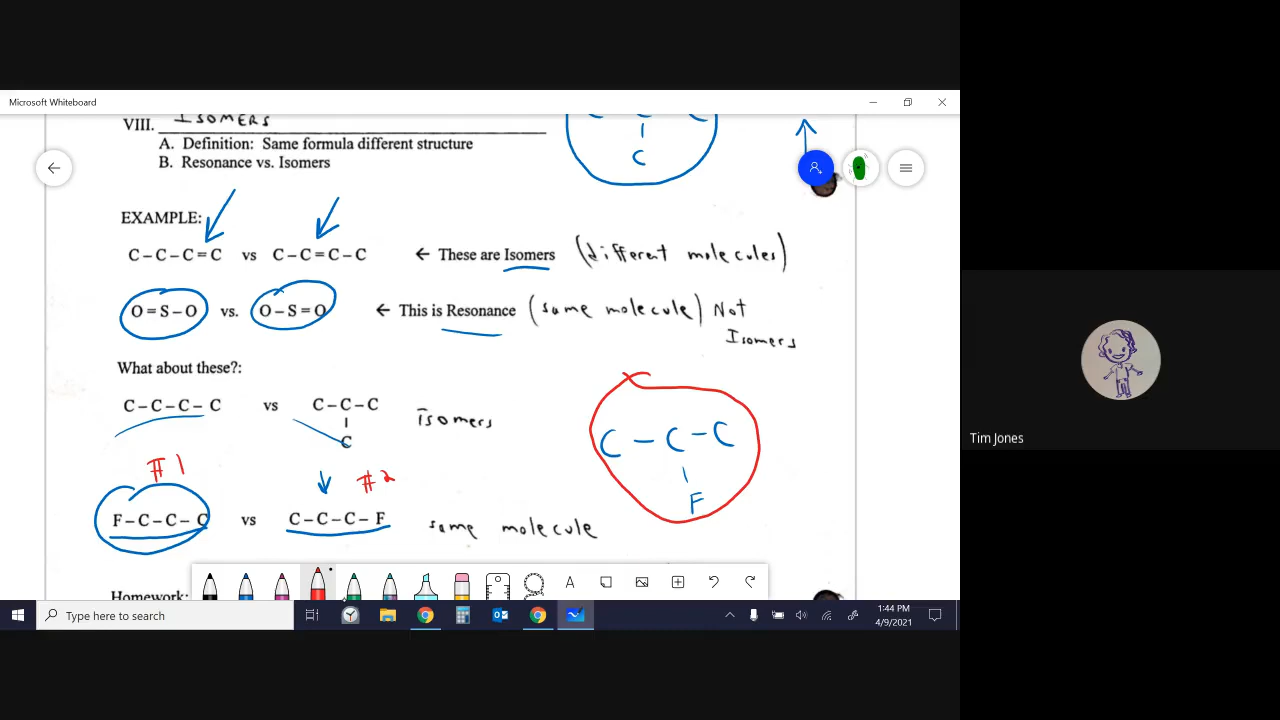 Microsoft Whiteboard
VIII. ISOMERS
A. Definition: Same formula different structure
B. Resonance vs. Isomers
C
EXAMPLE:
C – C – C = C vs C – C = C – C ← These are Isomers (different molecules)
O = S – O vs. O – S = O ← This is Resonance (same molecule) Not
Isomers
What about these?:
C – C – C – C vs C – C – C isomers
C
C – C – C
F
#1 #2
F – C – C – C vs C – C – C – F same molecule
Homework:
Tim Jones
Type here to search
1:44 PM
4/9/2021